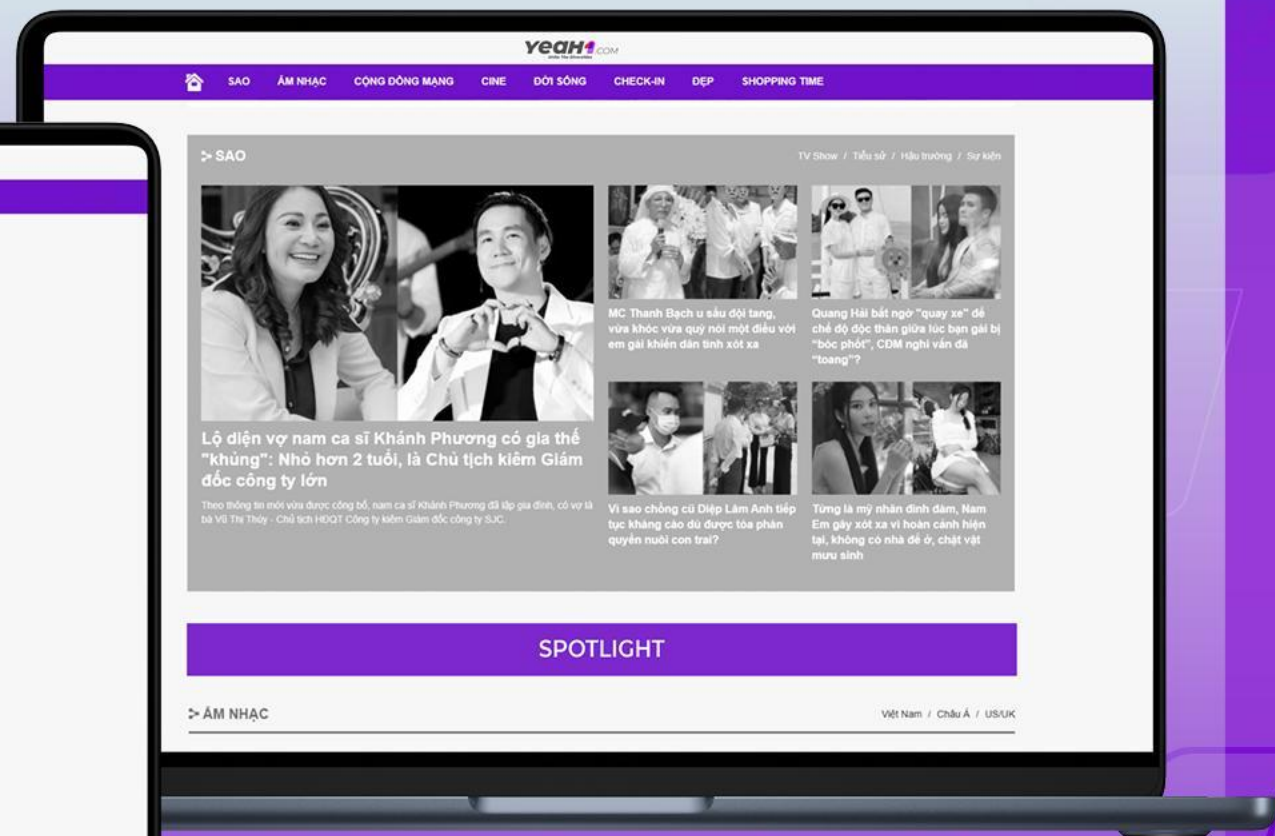 YEAH1.COM
Unite The Diversities
SAO ÂM NHẠC CỘNG ĐỒNG MẠNG CINE ĐỜI SỐNG CHECK-IN ĐẸP SHOPPING TIME
SAO
TV Show / Tiểu sử / Hậu trường / Sự kiện
Lộ diện vợ nam ca sĩ Khánh Phương có gia thế
"khủng": Nhỏ hơn 2 tuổi, là Chủ tịch kiêm Giám
đốc công ty lớn
Theo thông tin mới vừa được công bố, nam ca sĩ Khánh Phương đã lập gia đình, có vợ là
bà Vũ Thị Thúy - Chủ tịch HĐQT Công ty kiêm Giám đốc công ty SJC.
MC Thanh Bạch u sầu đội tang,
vừa khóc vừa quỳ nói một điều với
em gái khiến dân tình xót xa
Quang Hải bất ngờ "quay xe" để
chế độ độc thân giữa lúc bạn gái bị
"bóc phốt", CĐM nghi vấn đã
"toang"?
Vì sao chồng cũ Diệp Lâm Anh tiếp
tục kháng cáo dù được tòa phán
quyền nuôi con trai?
Từng là mỹ nhân đình đám, Nam
Em gây xót xa vì hoàn cảnh hiện
tại, không có nhà để ở, chật vật
mưu sinh
SPOTLIGHT
ÂM NHẠC
Việt Nam / Châu Á / US/UK